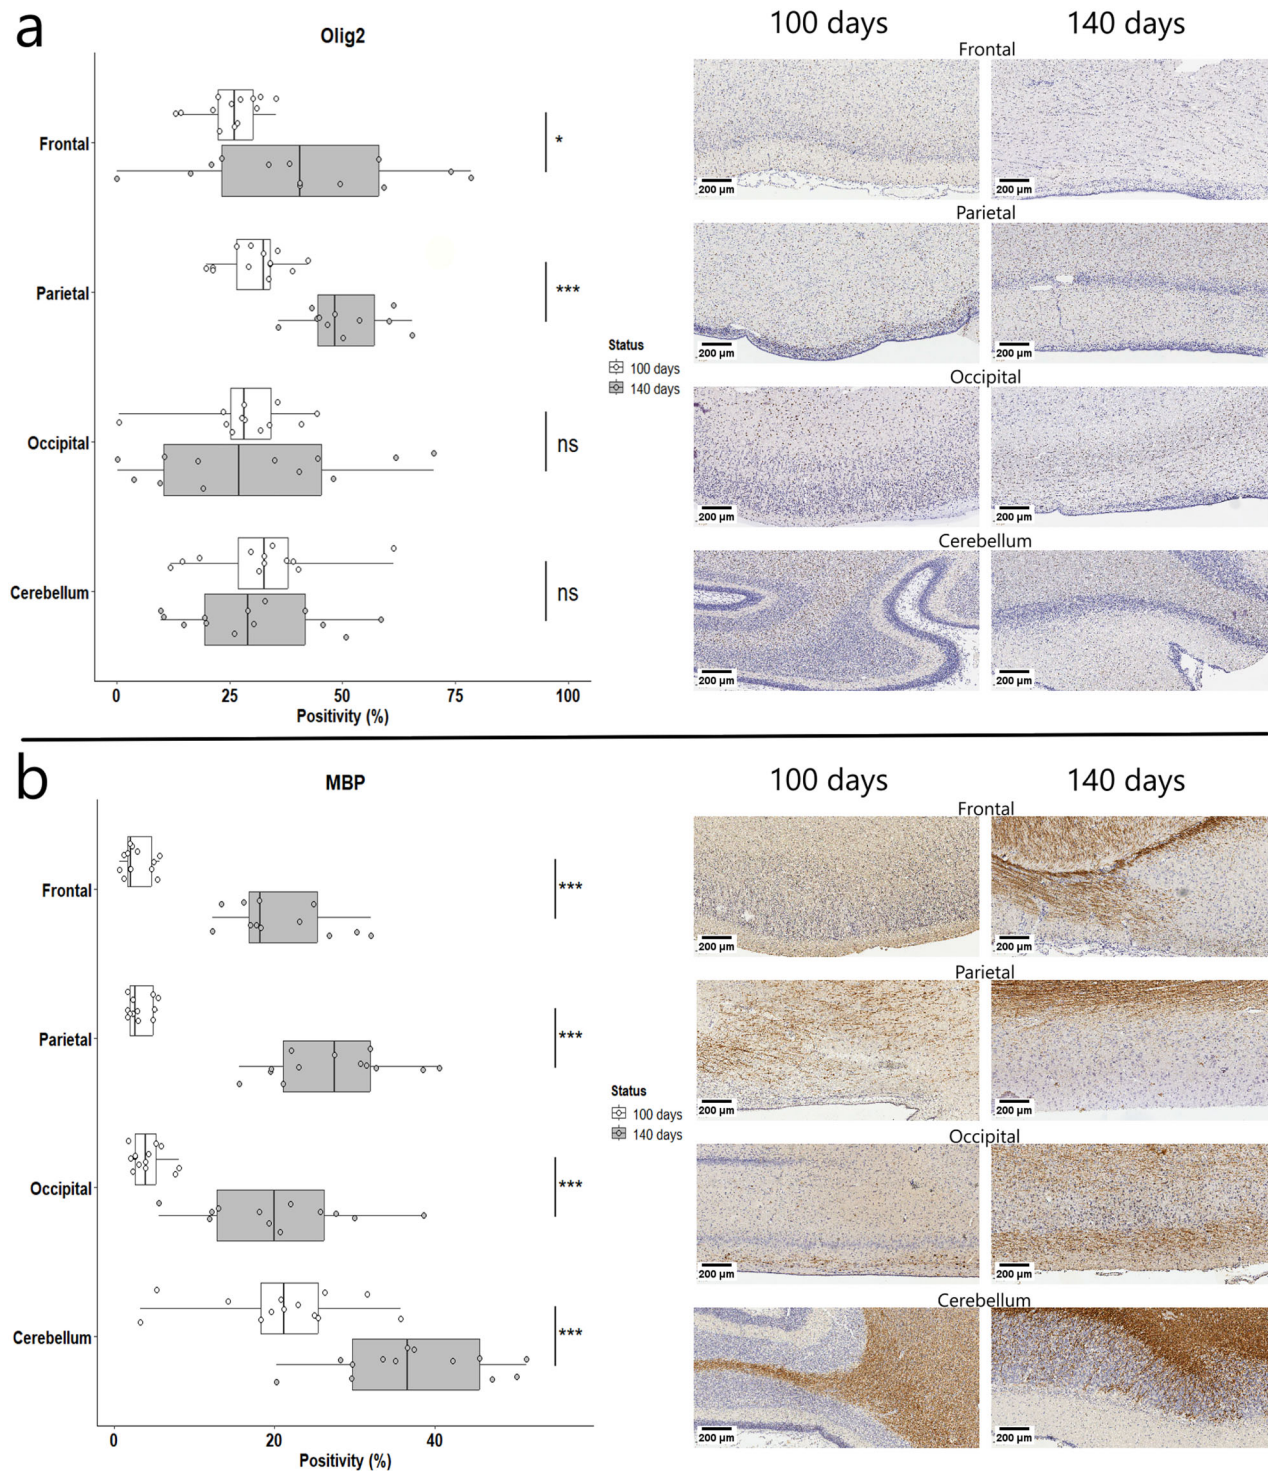 a
Olig2
Frontal
*
Parietal
***
Occipital
ns
Cerebellum
ns
0 25 50 75 100
Positivity (%)
Status
100 days
140 days
100 days 140 days
Frontal
200 µm 200 µm
Parietal
200 µm 200 µm
Occipital
200 µm 200 µm
Cerebellum
200 µm 200 µm
b
MBP
Frontal
***
Parietal
***
Occipital
***
Cerebellum
***
0 20 40
Positivity (%)
Status
100 days
140 days
100 days 140 days
Frontal
200 µm 200 µm
Parietal
200 µm 200 µm
Occipital
200 µm 200 µm
Cerebellum
200 µm 200 µm